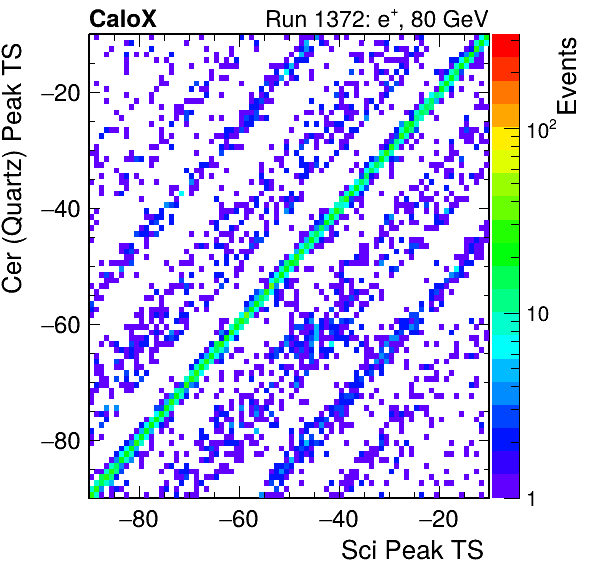 CaloX Run 1372: e⁺, 80 GeV
Cer (Quartz) Peak TS
−20
−40
−60
−80
−80 −60 −40 −20
Sci Peak TS
Events
10²
10
1